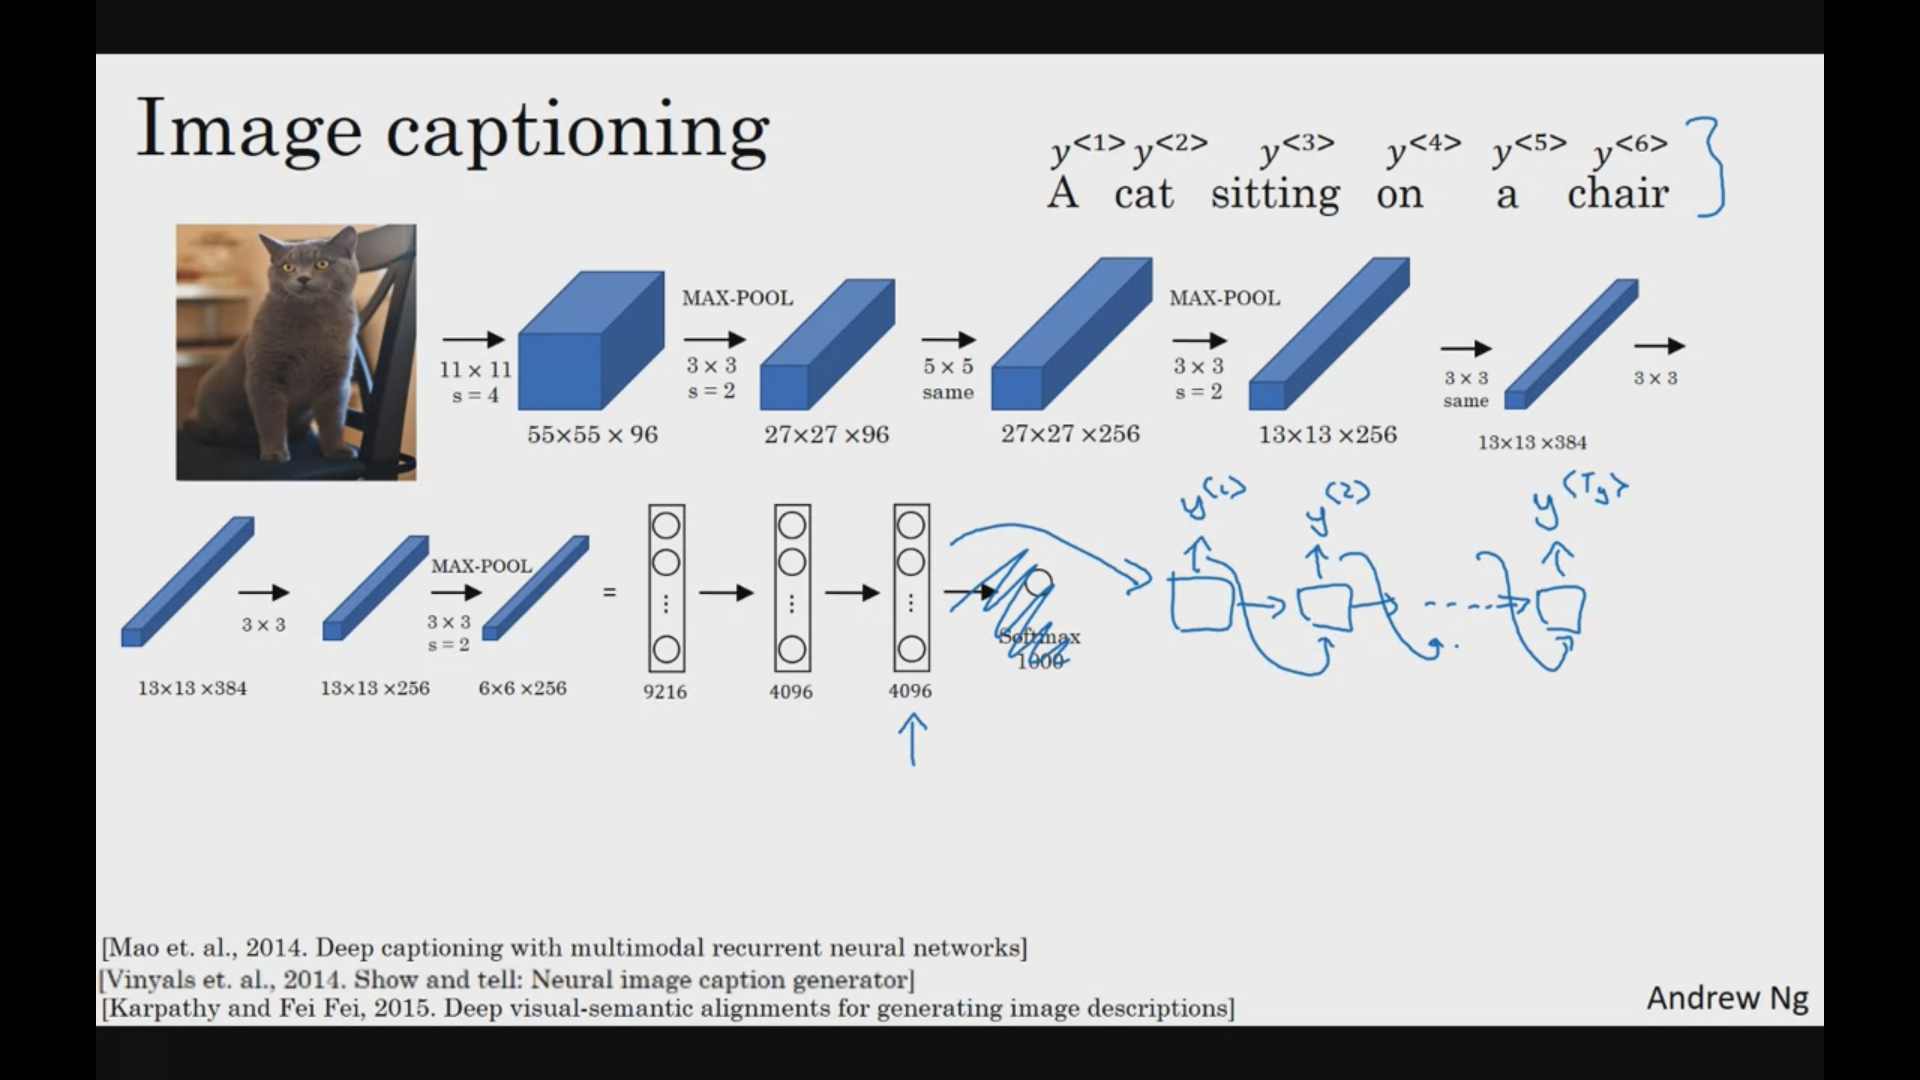 Image captioning
y<1> y<2> y<3> y<4> y<5> y<6>
A cat sitting on a chair
MAX-POOL
MAX-POOL
11 × 11
s = 4
3 × 3
s = 2
5 × 5
same
3 × 3
s = 2
3 × 3
same
3 × 3
55×55 × 96
27×27 ×96
27×27 ×256
13×13 ×256
13×13 ×384
y<1> y<2> y<Ty>
MAX-POOL
3 × 3
3 × 3
s = 2
=
Softmax
1000
13×13 ×384
13×13 ×256
6×6 ×256
9216
4096
4096
[Mao et. al., 2014. Deep captioning with multimodal recurrent neural networks]
[Vinyals et. al., 2014. Show and tell: Neural image caption generator]
[Karpathy and Fei Fei, 2015. Deep visual-semantic alignments for generating image descriptions]
Andrew Ng